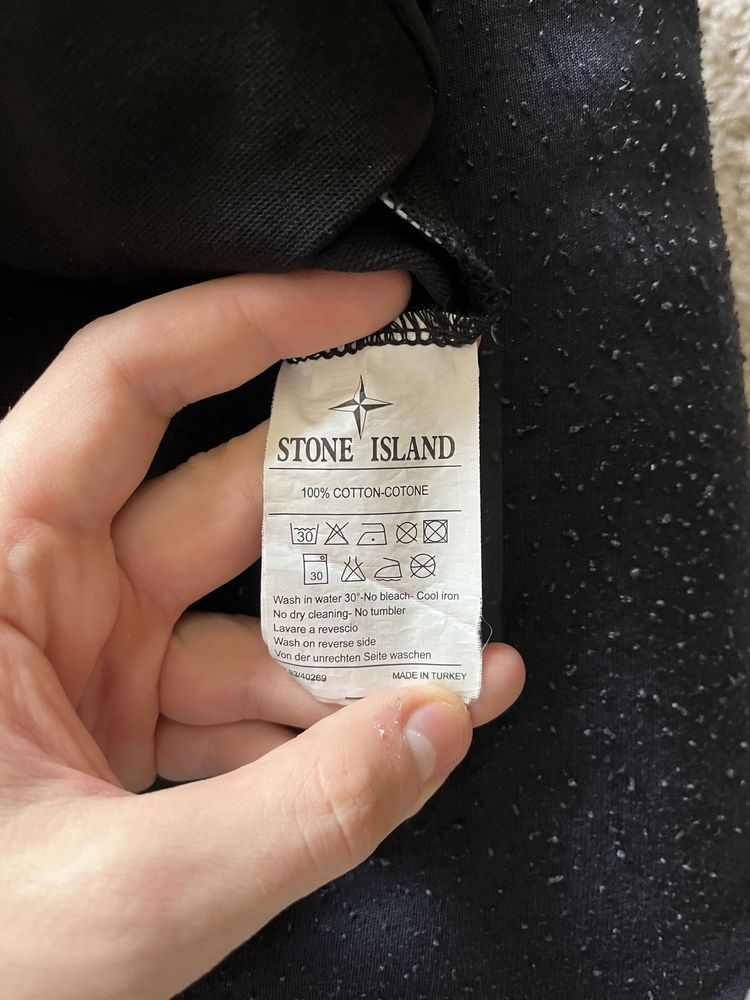 STONE ISLAND
100% COTTON-COTONE
30
30
Wash in water 30°-No bleach- Cool iron
No dry cleaning- No tumbler
Lavare a revescio
Wash on reverse side
Von der unrechten Seite waschen
MADE IN TURKEY